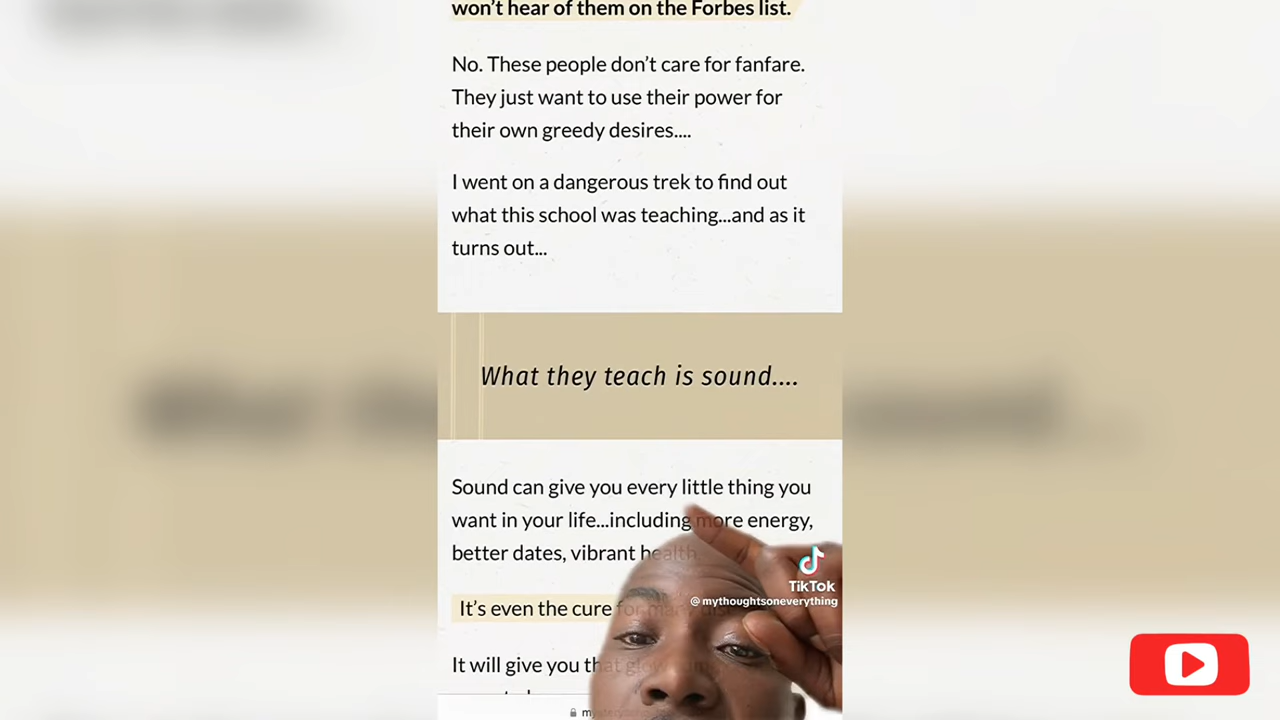 won't hear of them on the Forbes list.
No. These people don't care for fanfare.
They just want to use their power for
their own greedy desires....
I went on a dangerous trek to find out
what this school was teaching...and as it
turns out...
What they teach is sound....
Sound can give you every little thing you
want in your life...including more energy,
better dates, vibrant health
It's even the cure for
It will give you that
TikTok
@mythoughtsoneverything